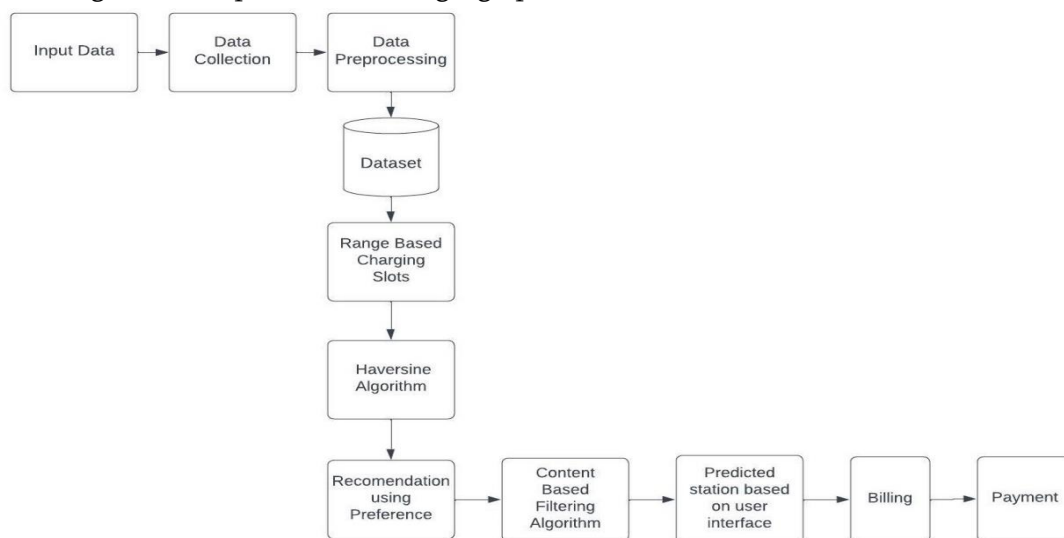 Input Data
Data
Collection
Data
Preprocessing
Dataset
Range Based
Charging
Slots
Haversine
Algorithm
Recomendation
using
Preference
Content
Based
Filtering
Algorithm
Predicted
station based
on user
interface
Billing
Payment